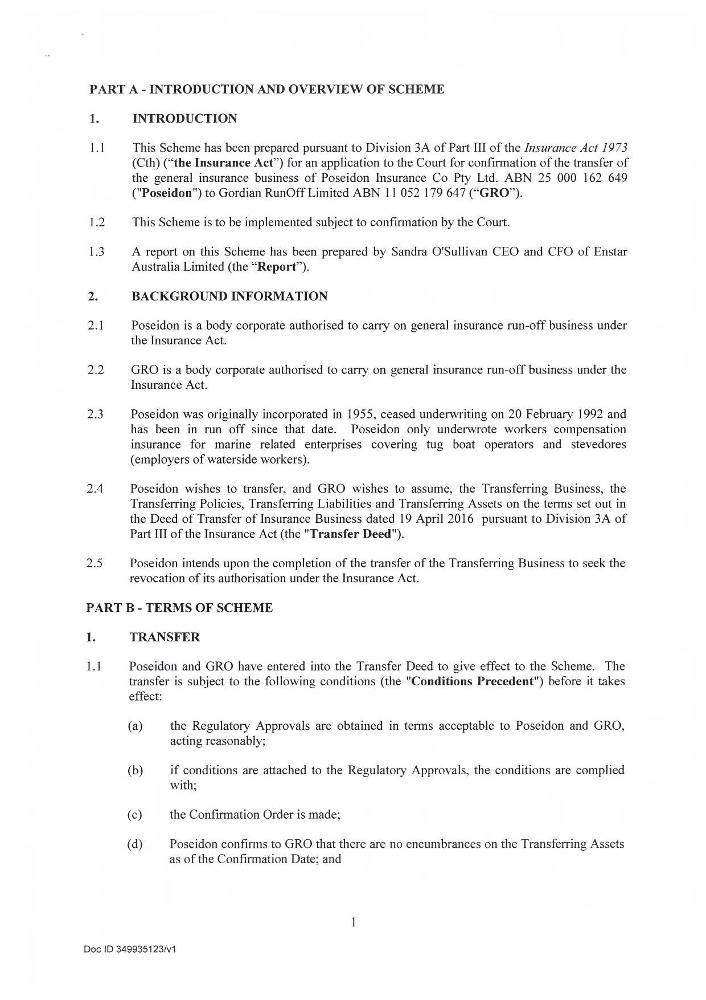 PART A - INTRODUCTION AND OVERVIEW OF SCHEME
1. INTRODUCTION
1.1 This Scheme has been prepared pursuant to Division 3A of Part III of the Insurance Act 1973
(Cth) (“the Insurance Act”) for an application to the Court for confirmation of the transfer of
the general insurance business of Poseidon Insurance Co Pty Ltd. ABN 25 000 162 649
("Poseidon") to Gordian RunOff Limited ABN 11 052 179 647 (“GRO”).
1.2 This Scheme is to be implemented subject to confirmation by the Court.
1.3 A report on this Scheme has been prepared by Sandra O'Sullivan CEO and CFO of Enstar
Australia Limited (the “Report”).
2. BACKGROUND INFORMATION
2.1 Poseidon is a body corporate authorised to carry on general insurance run-off business under
the Insurance Act.
2.2 GRO is a body corporate authorised to carry on general insurance run-off business under the
Insurance Act.
2.3 Poseidon was originally incorporated in 1955, ceased underwriting on 20 February 1992 and
has been in run off since that date. Poseidon only underwrote workers compensation
insurance for marine related enterprises covering tug boat operators and stevedores
(employers of waterside workers).
2.4 Poseidon wishes to transfer, and GRO wishes to assume, the Transferring Business, the
Transferring Policies, Transferring Liabilities and Transferring Assets on the terms set out in
the Deed of Transfer of Insurance Business dated 19 April 2016 pursuant to Division 3A of
Part III of the Insurance Act (the "Transfer Deed").
2.5 Poseidon intends upon the completion of the transfer of the Transferring Business to seek the
revocation of its authorisation under the Insurance Act.
PART B - TERMS OF SCHEME
1. TRANSFER
1.1 Poseidon and GRO have entered into the Transfer Deed to give effect to the Scheme. The
transfer is subject to the following conditions (the "Conditions Precedent") before it takes
effect:
(a) the Regulatory Approvals are obtained in terms acceptable to Poseidon and GRO,
acting reasonably;
(b) if conditions are attached to the Regulatory Approvals, the conditions are complied
with;
(c) the Confirmation Order is made;
(d) Poseidon confirms to GRO that there are no encumbrances on the Transferring Assets
as of the Confirmation Date; and
1
Doc ID 349935123/v1